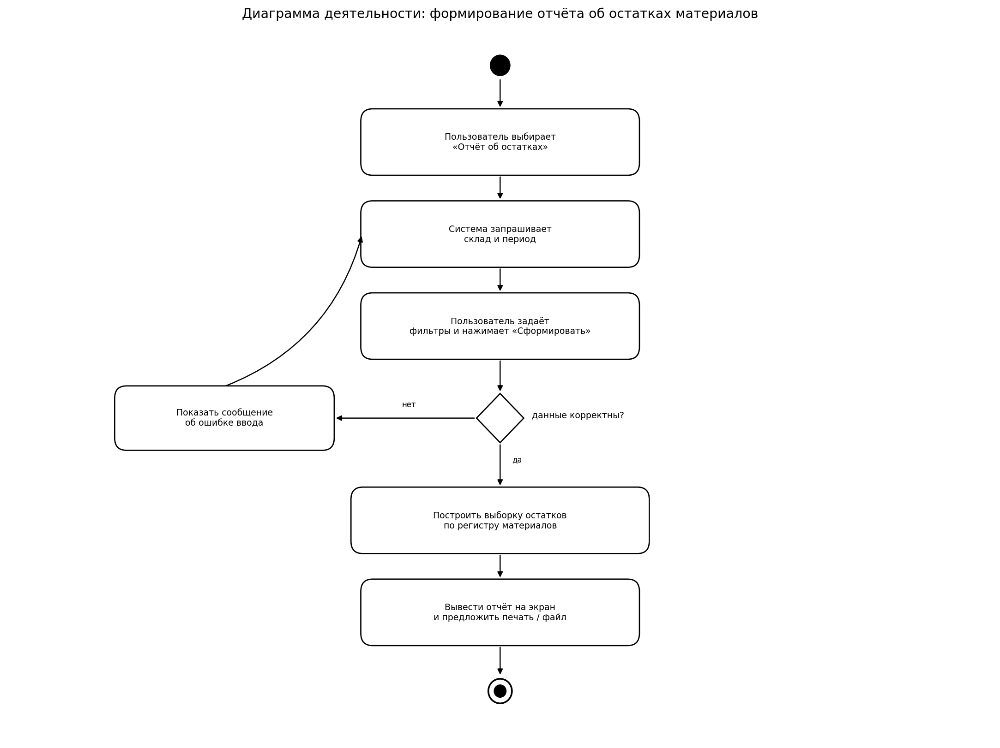 Диаграмма деятельности: формирование отчёта об остатках материалов
Пользователь выбирает
«Отчёт об остатках»
Система запрашивает
склад и период
Пользователь задаёт
фильтры и нажимает «Сформировать»
нет
данные корректны?
Показать сообщение
об ошибке ввода
да
Построить выборку остатков
по регистру материалов
Вывести отчёт на экран
и предложить печать / файл